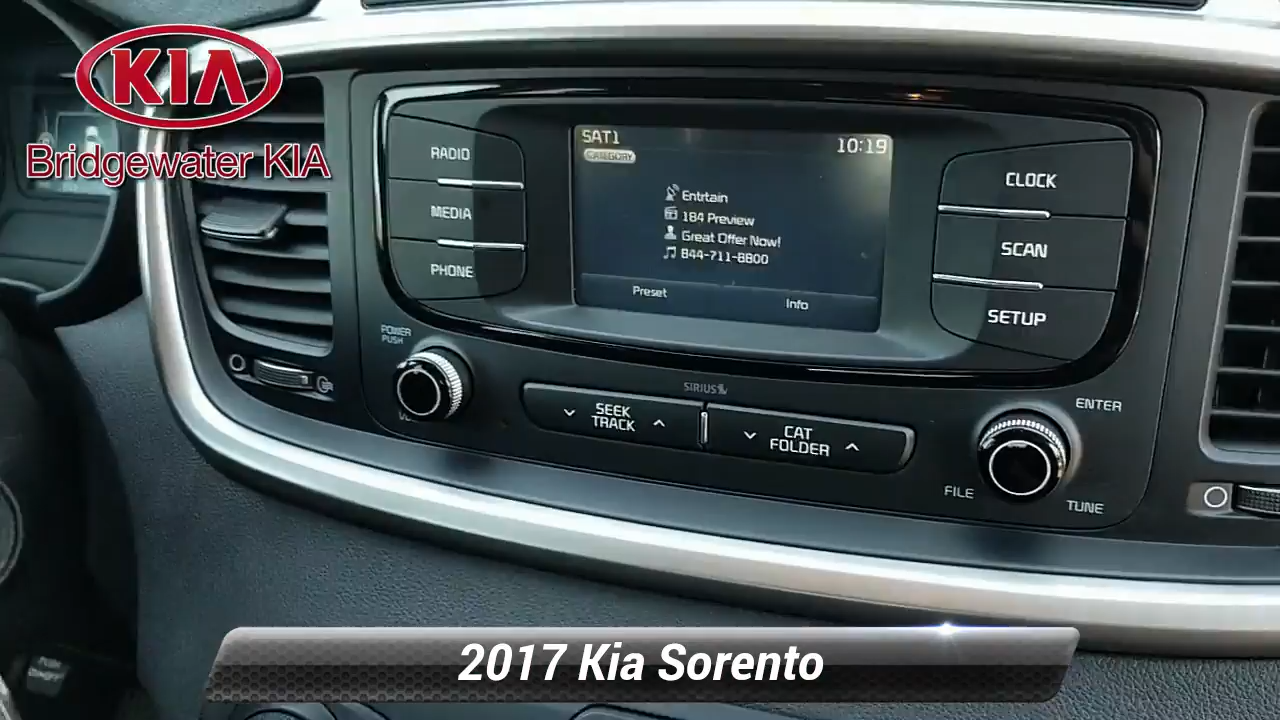 KIA
Bridgewater KIA
RADIO
MEDIA
PHONE
SAT1
10:19
CATEGORY
Entrtain
184 Preview
Great Offer Now!
844-711-8800
Preset
Info
CLOCK
SCAN
SETUP
POWER
PUSH
SIRIUS
SEEK
TRACK
CAT
FOLDER
ENTER
FILE
TUNE
2017 Kia Sorento